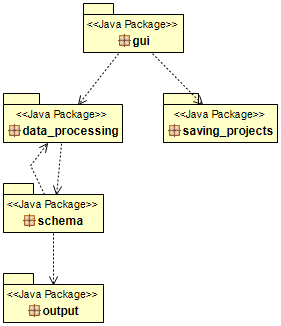 <<Java Package>>
gui
<<Java Package>>
data_processing
<<Java Package>>
saving_projects
<<Java Package>>
schema
<<Java Package>>
output